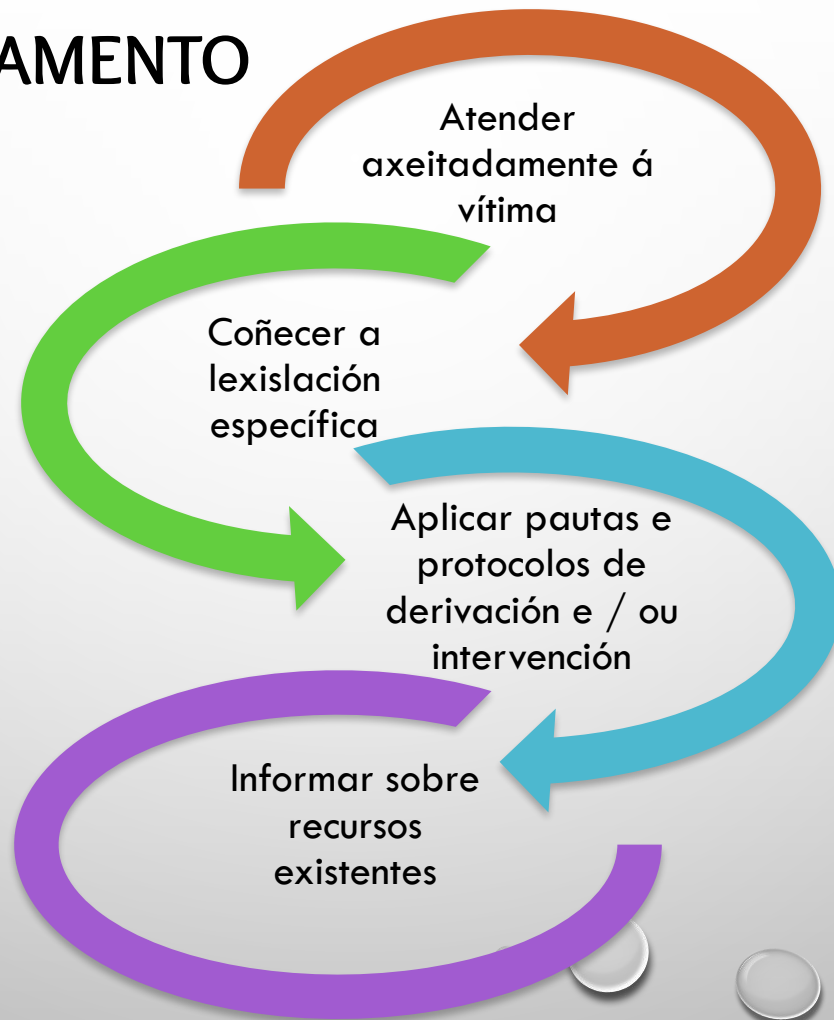 AMENTO
Atender
axeitadamente á
vítima
Coñecer a
lexislación
específica
Aplicar pautas e
protocolos de
derivación e / ou
intervención
Informar sobre
recursos
existentes